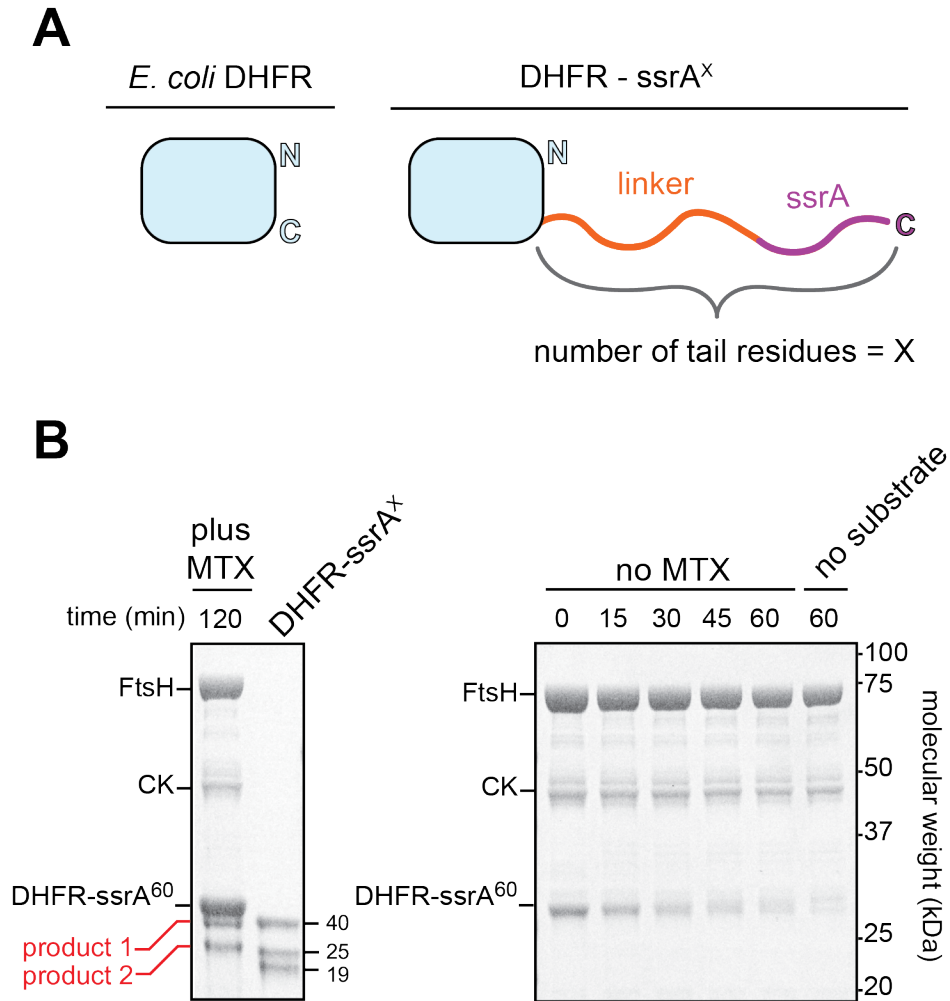 A
E. coli DHFR
DHFR - ssrAˣ
N
C
N
linker
ssrA
C
number of tail residues = X
B
plus
MTX
DHFR-ssrAˣ
time (min) 120
FtsH
CK
DHFR-ssrA⁶⁰
product 1
product 2
40
25
19
no MTX
no substrate
0 15 30 45 60 60
FtsH
CK
DHFR-ssrA⁶⁰
100
75
50
37
25
20
molecular weight (kDa)